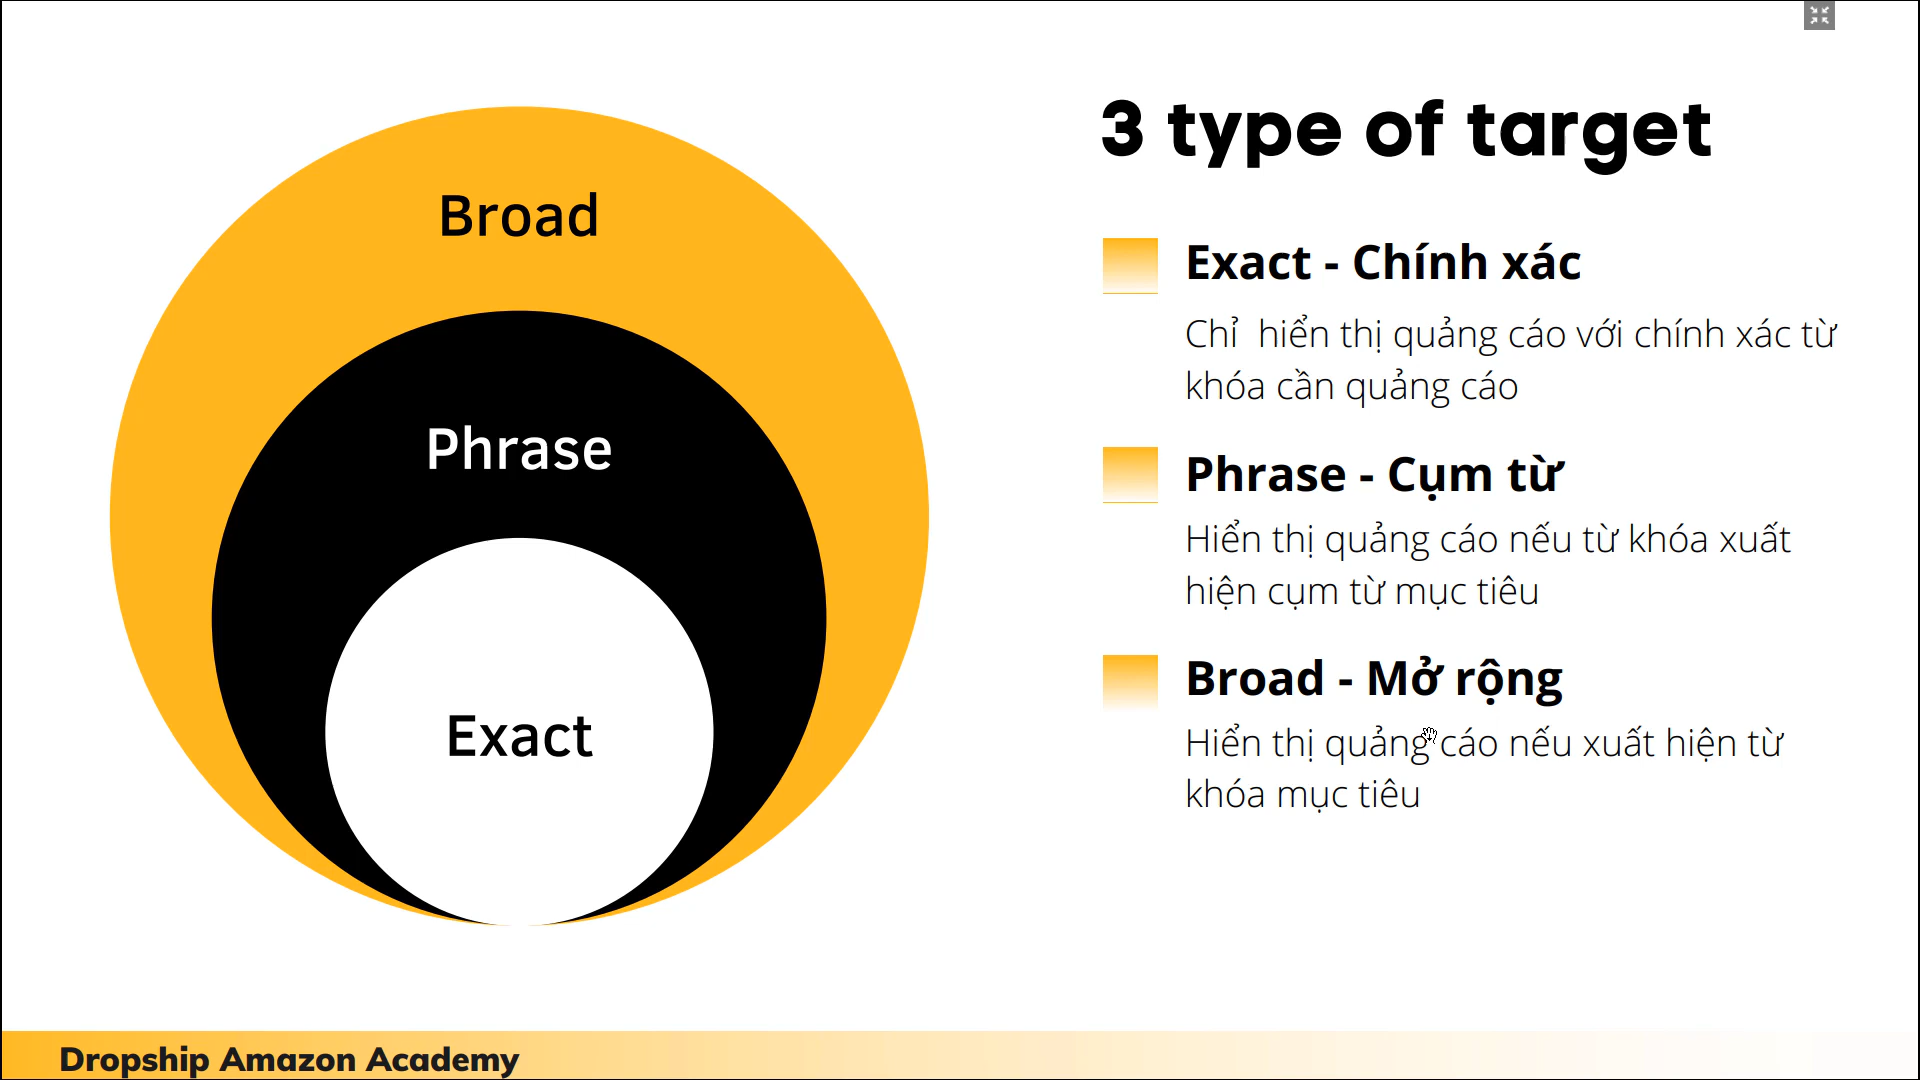 Broad
Phrase
Exact
3 type of target
Exact - Chính xác
Chỉ hiển thị quảng cáo với chính xác từ
khóa cần quảng cáo
Phrase - Cụm từ
Hiển thị quảng cáo nếu từ khóa xuất
hiện cụm từ mục tiêu
Broad - Mở rộng
Hiển thị quảng cáo nếu xuất hiện từ
khóa mục tiêu
Dropship Amazon Academy